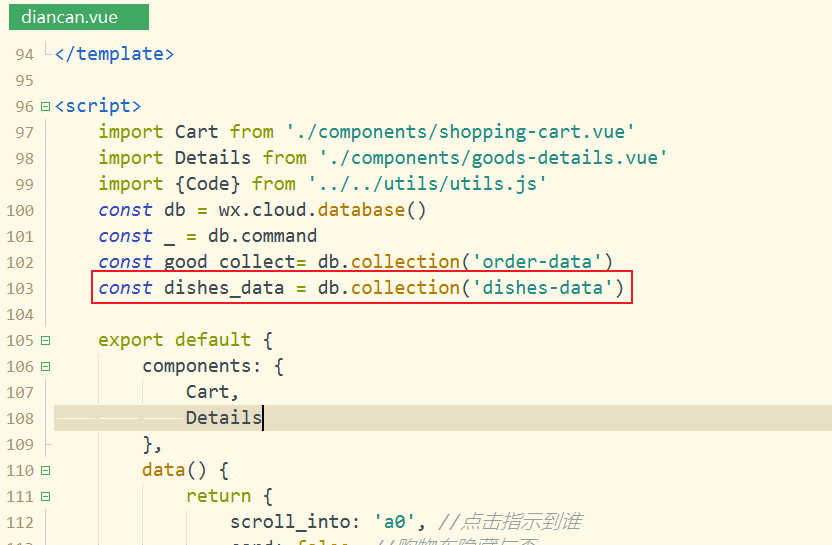 diancan.vue
94 </template>
95
96 <script>
97 import Cart from './components/shopping-cart.vue'
98 import Details from './components/goods-details.vue'
99 import {Code} from '../../utils/utils.js'
100 const db = wx.cloud.database()
101 const _ = db.command
102 const good_collect= db.collection('order-data')
103 const dishes_data = db.collection('dishes-data')
104
105 export default {
106 components: {
107 Cart,
108 Details
109 },
110 data() {
111 return {
112 scroll_into: 'a0', //点击指示到谁